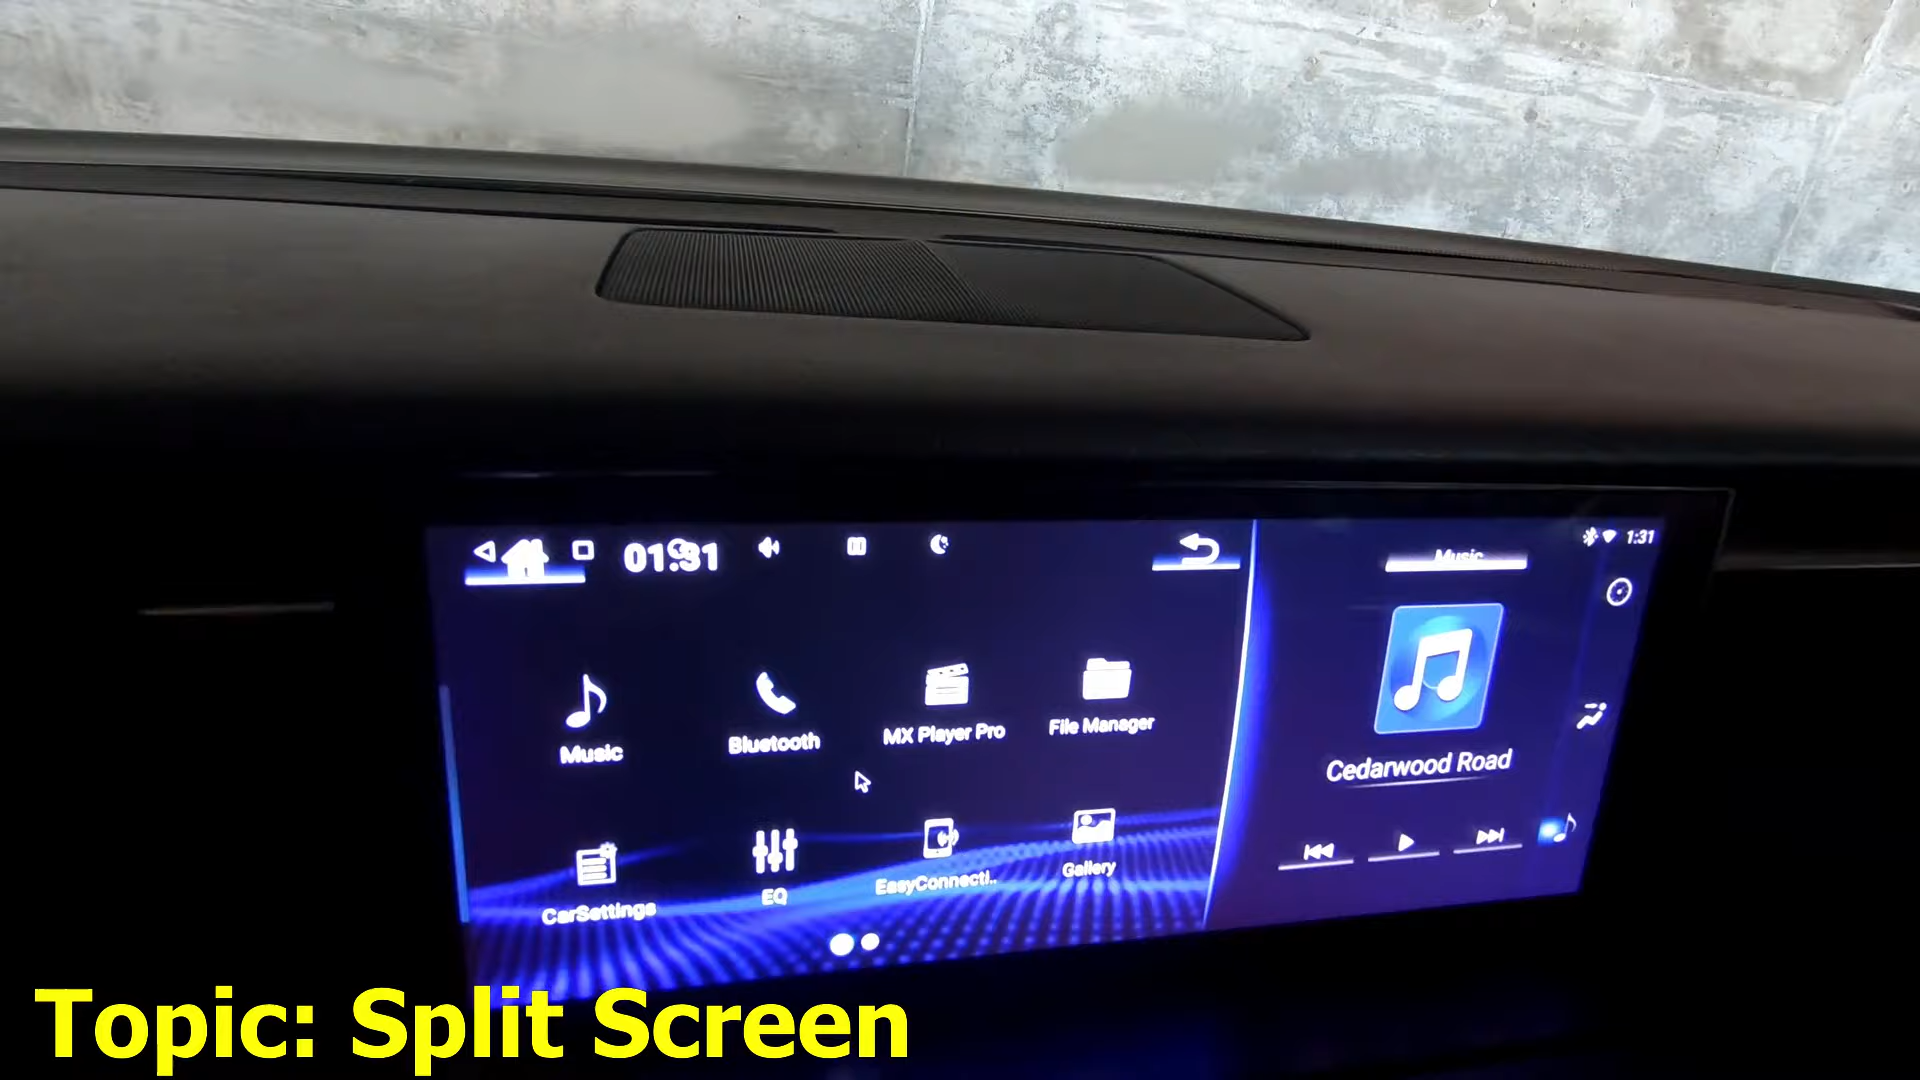 01:31
Music
1:31
Music
Bluetooth
MX Player Pro
File Manager
Cedarwood Road
CarSettings
EQ
EasyConnecti..
Gallery
Topic: Split Screen